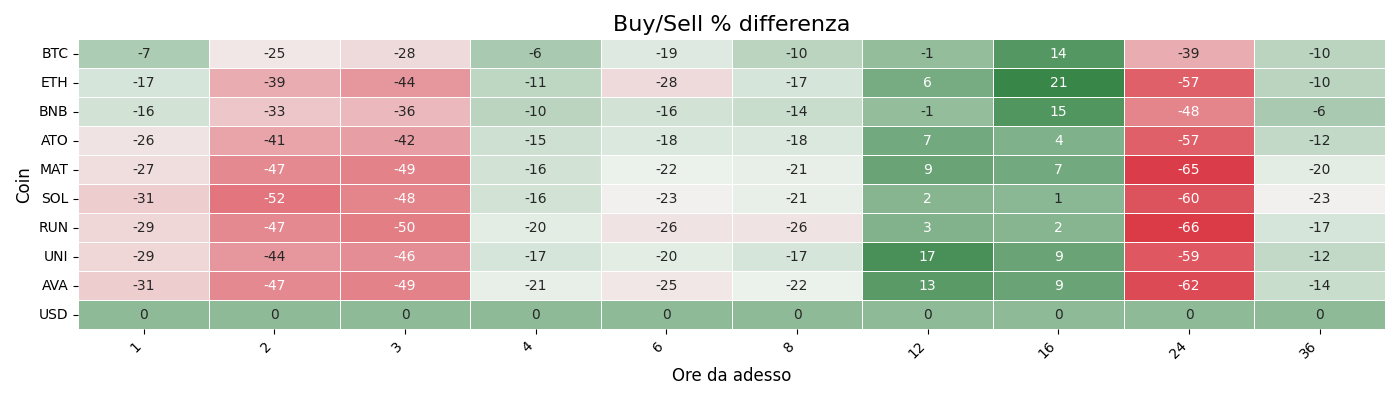 Buy/Sell % differenza
Coin
BTC -7 -25 -28 -6 -19 -10 -1 14 -39 -10
ETH -17 -39 -44 -11 -28 -17 6 21 -57 -10
BNB -16 -33 -36 -10 -16 -14 -1 15 -48 -6
ATO -26 -41 -42 -15 -18 -18 7 4 -57 -12
MAT -27 -47 -49 -16 -22 -21 9 7 -65 -20
SOL -31 -52 -48 -16 -23 -21 2 1 -60 -23
RUN -29 -47 -50 -20 -26 -26 3 2 -66 -17
UNI -29 -44 -46 -17 -20 -17 17 9 -59 -12
AVA -31 -47 -49 -21 -25 -22 13 9 -62 -14
USD 0 0 0 0 0 0 0 0 0 0
1 2 3 4 6 8 12 16 24 36
Ore da adesso